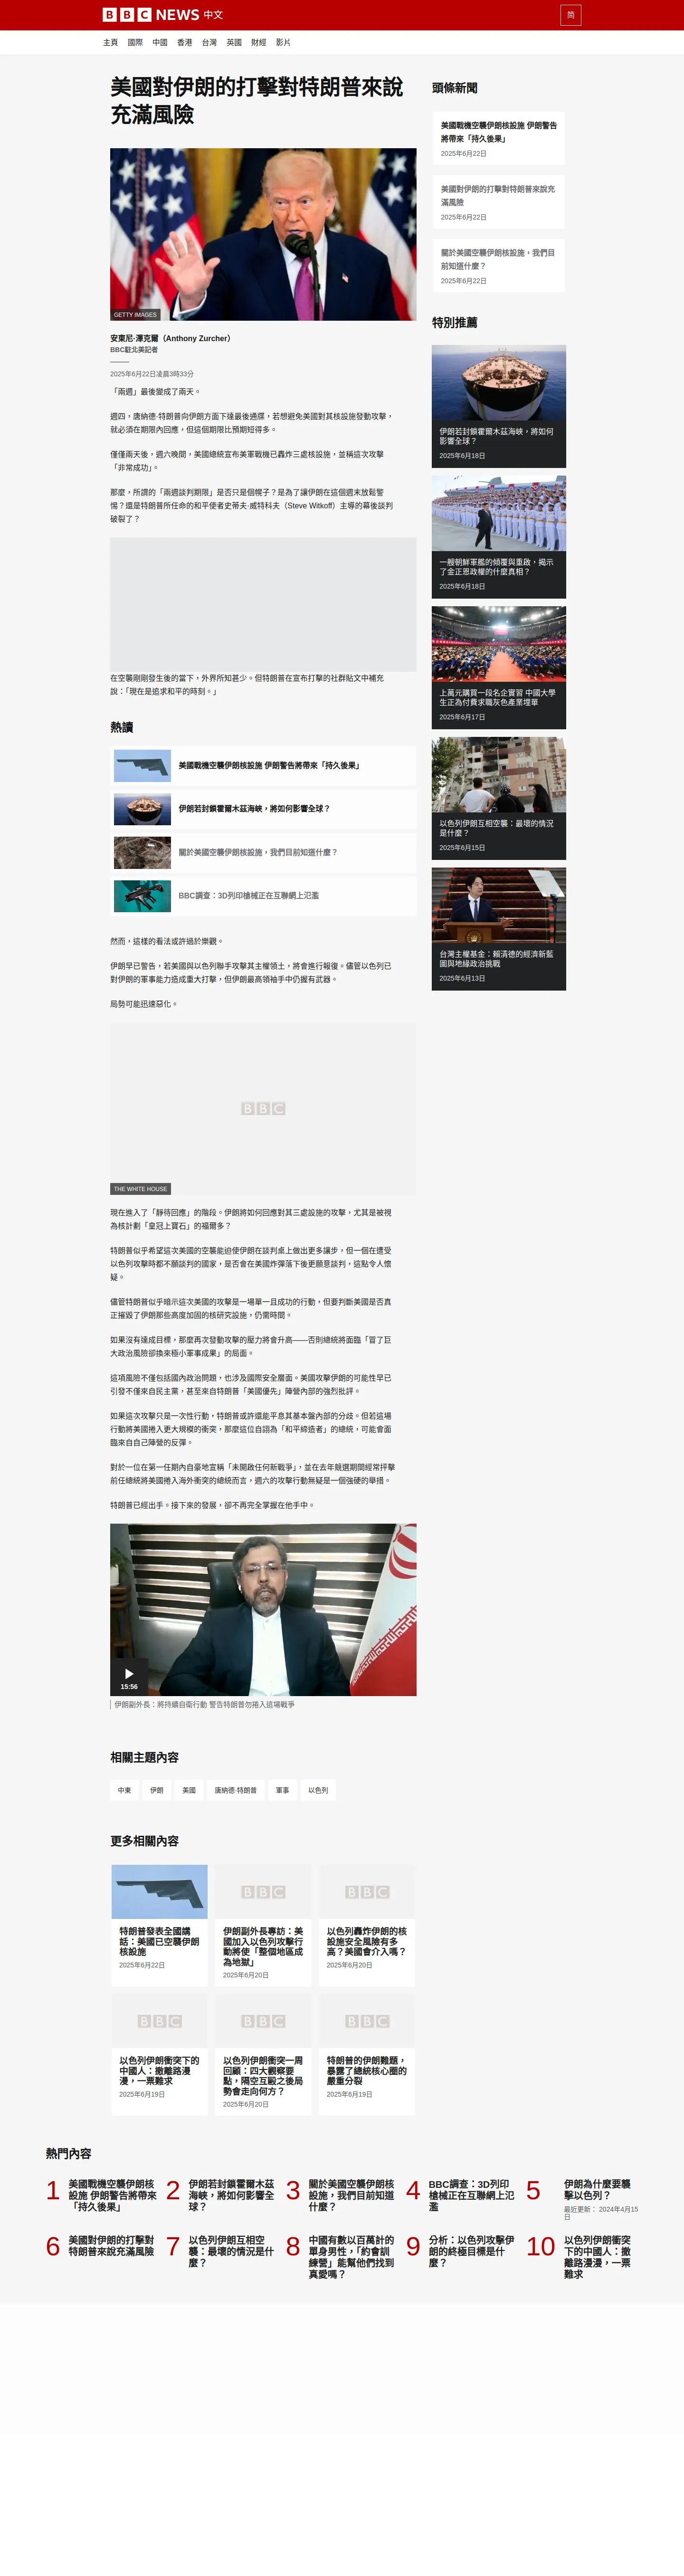 BBC NEWS 中文
简
主頁 國際 中國 香港 台灣 英國 財經 影片
美國對伊朗的打擊對特朗普來說
充滿風險
GETTY IMAGES
安東尼·澤克爾（Anthony Zurcher）
BBC駐北美記者
2025年6月22日凌晨3時33分
「兩週」最後變成了兩天。
週四，唐納德·特朗普向伊朗方面下達最後通牒，若想避免美國對其核設施發動攻擊，
就必須在期限內回應，但這個期限比預期短得多。
僅僅兩天後，週六晚間，美國總統宣布美軍戰機已轟炸三處核設施，並稱這次攻擊
「非常成功」。
那麼，所謂的「兩週談判期限」是否只是個幌子？是為了讓伊朗在這個週末放鬆警
惕？還是特朗普所任命的和平使者史蒂夫·威特科夫（Steve Witkoff）主導的幕後談判
破裂了？
在空襲剛剛發生後的當下，外界所知甚少。但特朗普在宣布打擊的社群貼文中補充
說：「現在是追求和平的時刻。」
熱讀
美國戰機空襲伊朗核設施 伊朗警告將帶來「持久後果」
伊朗若封鎖霍爾木茲海峽，將如何影響全球？
關於美國空襲伊朗核設施，我們目前知道什麼？
BBC調查：3D列印槍械正在互聯網上氾濫
然而，這樣的看法或許過於樂觀。
伊朗早已警告，若美國與以色列聯手攻擊其主權領土，將會進行報復。儘管以色列已
對伊朗的軍事能力造成重大打擊，但伊朗最高領袖手中仍握有武器。
局勢可能迅速惡化。
BBC
THE WHITE HOUSE
現在進入了「靜待回應」的階段。伊朗將如何回應對其三處設施的攻擊，尤其是被視
為核計劃「皇冠上寶石」的福爾多？
特朗普似乎希望這次美國的空襲能迫使伊朗在談判桌上做出更多讓步，但一個在遭受
以色列攻擊時都不願談判的國家，是否會在美國炸彈落下後更願意談判，這點令人懷
疑。
儘管特朗普似乎暗示這次美國的攻擊是一場單一且成功的行動，但要判斷美國是否真
正摧毀了伊朗那些高度加固的核研究設施，仍需時間。
如果沒有達成目標，那麼再次發動攻擊的壓力將會升高——否則總統將面臨「冒了巨
大政治風險卻換來極小軍事成果」的局面。
這項風險不僅包括國內政治問題，也涉及國際安全層面。美國攻擊伊朗的可能性早已
引發不僅來自民主黨，甚至來自特朗普「美國優先」陣營內部的強烈批評。
如果這次攻擊只是一次性行動，特朗普或許還能平息其基本盤內部的分歧。但若這場
行動將美國捲入更大規模的衝突，那麼這位自詡為「和平締造者」的總統，可能會面
臨來自自己陣營的反彈。
對於一位在第一任期內自豪地宣稱「未開啟任何新戰爭」，並在去年競選期間經常抨擊
前任總統將美國捲入海外衝突的總統而言，週六的攻擊行動無疑是一個強硬的舉措。
特朗普已經出手。接下來的發展，卻不再完全掌握在他手中。
15:56
伊朗副外長：將持續自衛行動 警告特朗普勿捲入這場戰爭
相關主題內容
中東 伊朗 美國 唐納德·特朗普 軍事 以色列
更多相關內容
特朗普發表全國講
話：美國已空襲伊朗
核設施
2025年6月22日
BBC
伊朗副外長專訪：美
國加入以色列攻擊行
動將使「整個地區成
為地獄」
2025年6月20日
BBC
以色列轟炸伊朗的核
設施安全風險有多
高？美國會介入嗎？
2025年6月20日
BBC
以色列伊朗衝突下的
中國人：撤離路漫
漫，一票難求
2025年6月19日
BBC
以色列伊朗衝突一周
回顧：四大觀察要
點，隔空互毆之後局
勢會走向何方？
2025年6月20日
BBC
特朗普的伊朗難題，
暴露了總統核心圈的
嚴重分裂
2025年6月19日
頭條新聞
美國戰機空襲伊朗核設施 伊朗警告
將帶來「持久後果」
2025年6月22日
美國對伊朗的打擊對特朗普來說充
滿風險
2025年6月22日
關於美國空襲伊朗核設施，我們目
前知道什麼？
2025年6月22日
特別推薦
伊朗若封鎖霍爾木茲海峽，將如何
影響全球？
2025年6月18日
一艘朝鮮軍艦的傾覆與重啟，揭示
了金正恩政權的什麼真相？
2025年6月18日
上萬元購買一段名企實習 中國大學
生正為付費求職灰色產業埋單
2025年6月17日
以色列伊朗互相空襲：最壞的情況
是什麼？
2025年6月15日
台灣主權基金：賴清德的經濟新藍
圖與地緣政治挑戰
2025年6月13日
熱門內容
1 美國戰機空襲伊朗核
設施 伊朗警告將帶來
「持久後果」
2 伊朗若封鎖霍爾木茲
海峽，將如何影響全
球？
3 關於美國空襲伊朗核
設施，我們目前知道
什麼？
4 BBC調查：3D列印
槍械正在互聯網上氾
濫
5 伊朗為什麼要襲
擊以色列？
最近更新： 2024年4月15
日
6 美國對伊朗的打擊對
特朗普來說充滿風險
7 以色列伊朗互相空
襲：最壞的情況是什
麼？
8 中國有數以百萬計的
單身男性，「約會訓
練營」能幫他們找到
真愛嗎？
9 分析：以色列攻擊伊
朗的終極目標是什
麼？
10 以色列伊朗衝突
下的中國人：撤
離路漫漫，一票
難求